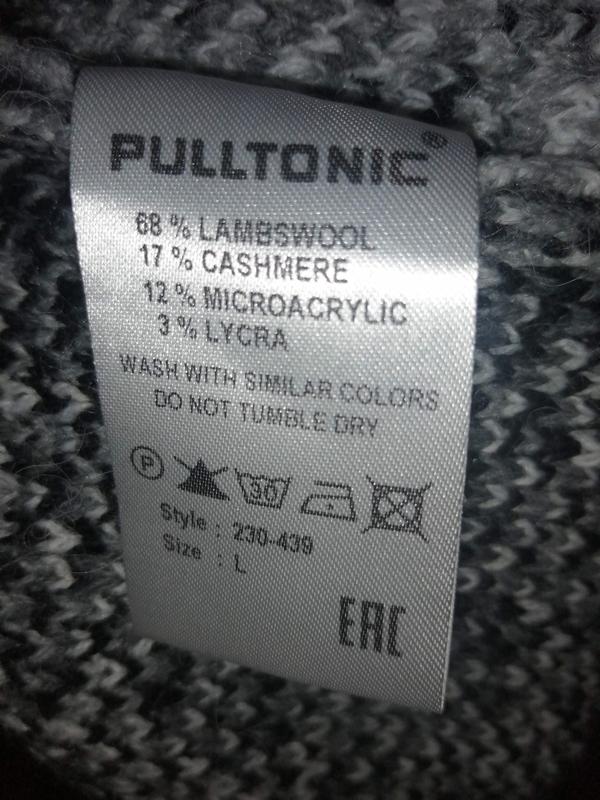 PULLTONIC®
68 % LAMBSWOOL
17 % CASHMERE
12 % MICROACRYLIC
3 % LYCRA
WASH WITH SIMILAR COLORS
DO NOT TUMBLE DRY
P 30
Style : 230-439
Size : L
EAC